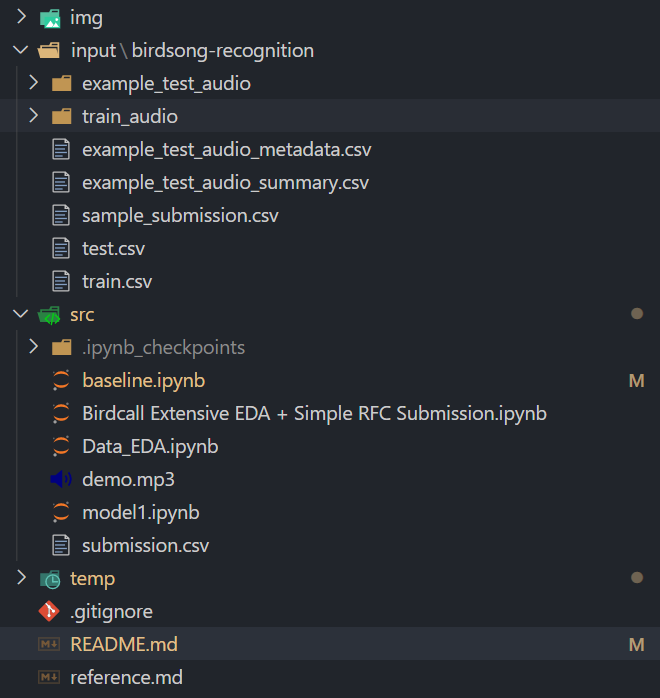 img
input \ birdsong-recognition
example_test_audio
train_audio
example_test_audio_metadata.csv
example_test_audio_summary.csv
sample_submission.csv
test.csv
train.csv
src
.ipynb_checkpoints
baseline.ipynb M
Birdcall Extensive EDA + Simple RFC Submission.ipynb
Data_EDA.ipynb
demo.mp3
model1.ipynb
submission.csv
temp
.gitignore
README.md M
reference.md